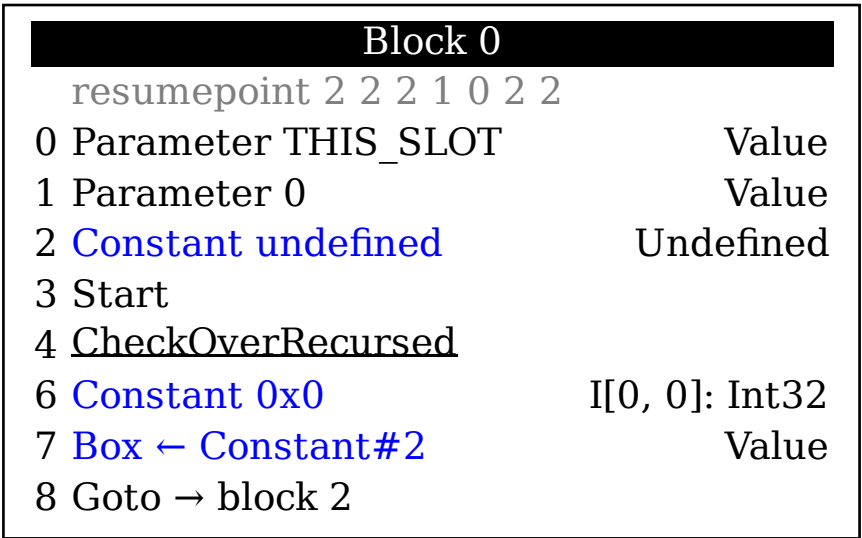 Block 0
resumepoint 2 2 2 1 0 2 2
0 Parameter THIS_SLOT Value
1 Parameter 0 Value
2 Constant undefined Undefined
3 Start
4 CheckOverRecursed
6 Constant 0x0 I[0, 0]: Int32
7 Box ← Constant#2 Value
8 Goto → block 2